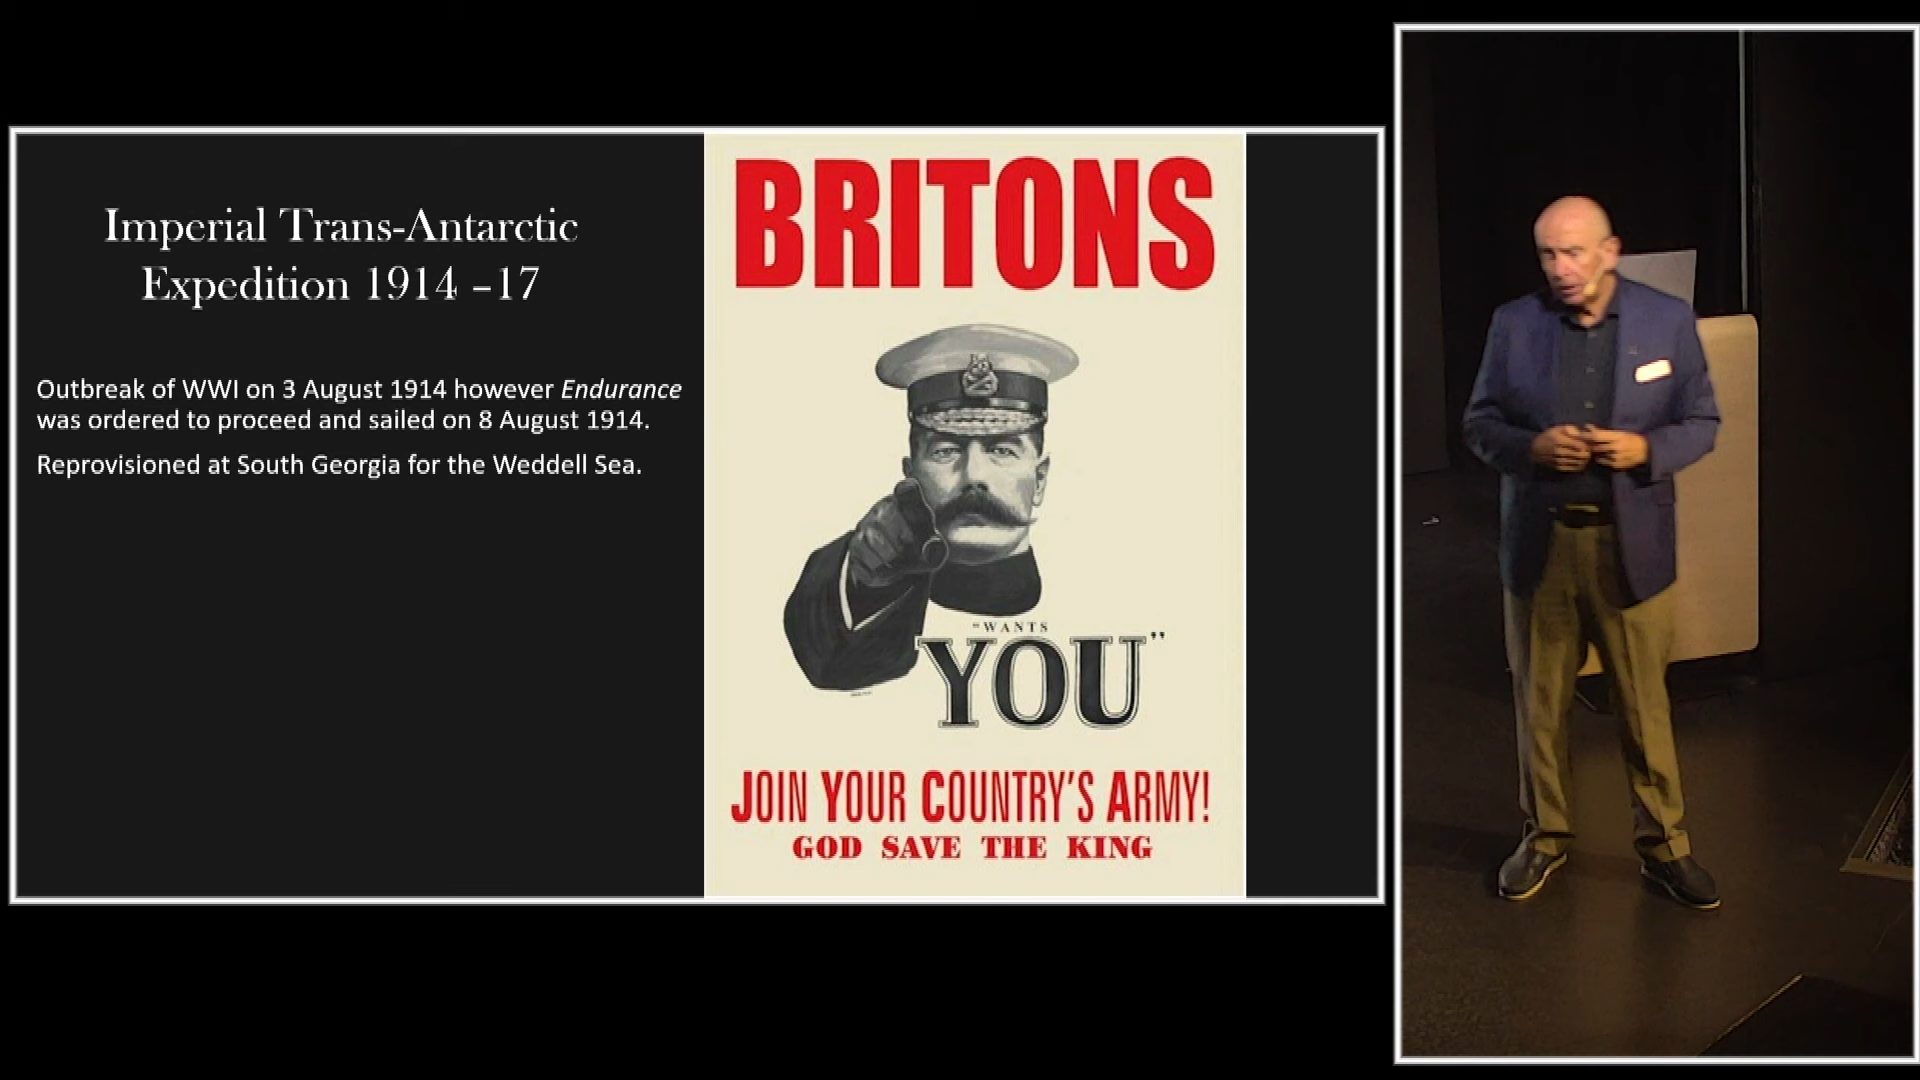 Imperial Trans-Antarctic
Expedition 1914 –17
Outbreak of WWI on 3 August 1914 however Endurance
was ordered to proceed and sailed on 8 August 1914.
Reprovisioned at South Georgia for the Weddell Sea.
BRITONS
"WANTS
YOU"
JOIN YOUR COUNTRY'S ARMY!
GOD SAVE THE KING